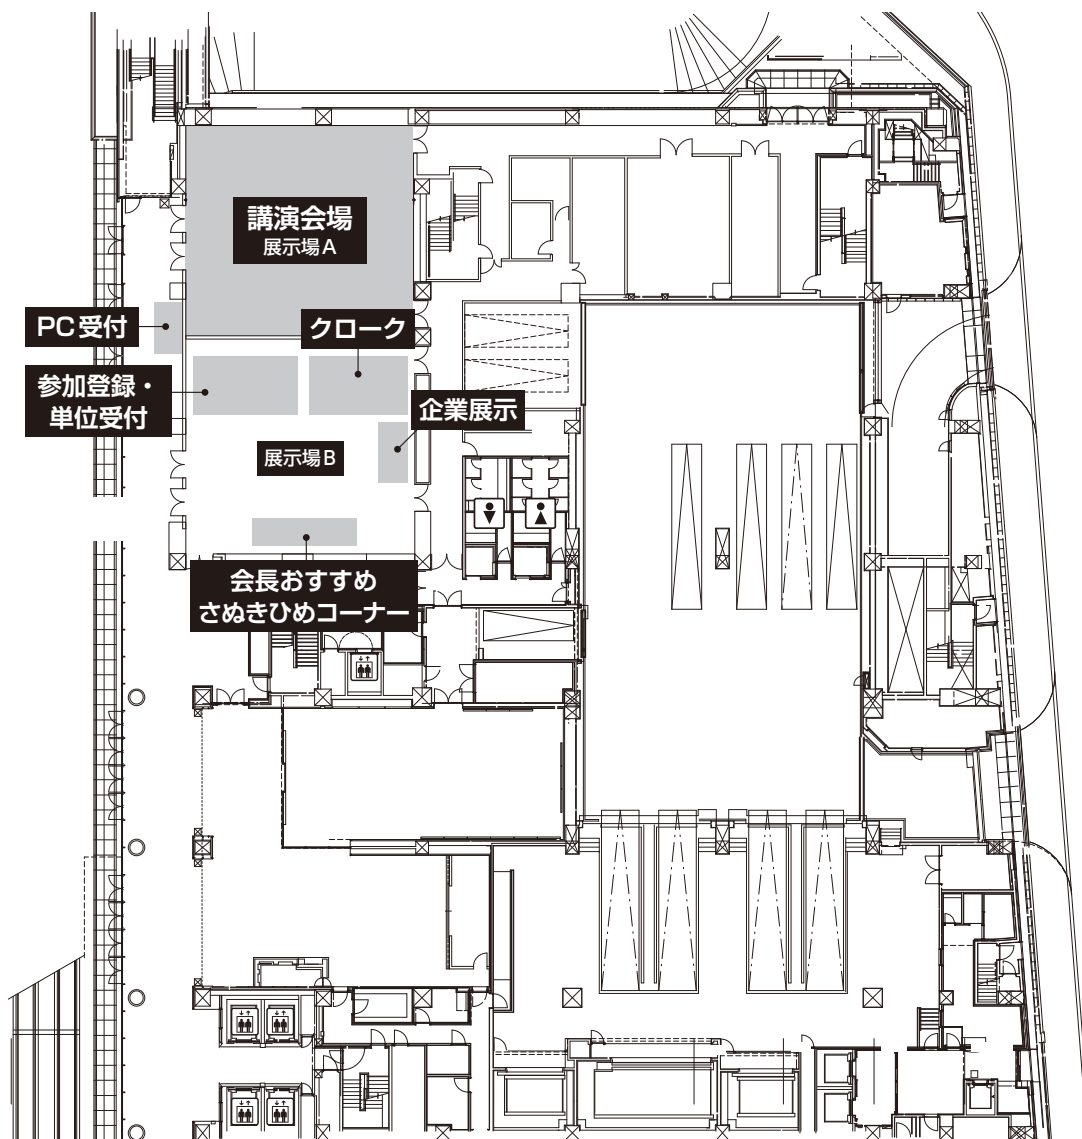 講演会場
展示場A
PC受付
クローク
参加登録・
単位受付
企業展示
展示場B
会長おすすめ
さぬきひめコーナー